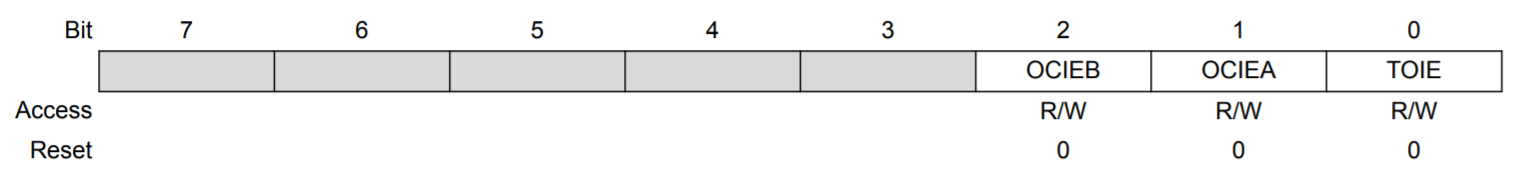 Bit 7 6 5 4 3 2 1 0
OCIEB OCIEA TOIE
Access R/W R/W R/W
Reset 0 0 0